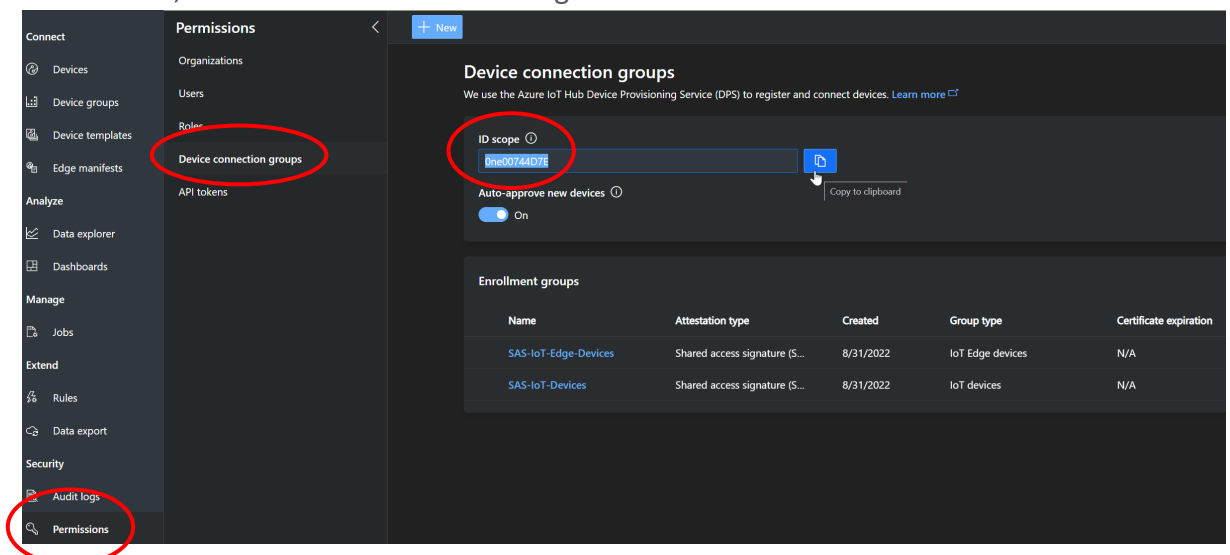 Connect
Devices
Device groups
Device templates
Edge manifests
Analyze
Data explorer
Dashboards
Manage
Jobs
Extend
Rules
Data export
Security
Audit logs
Permissions
Permissions
Organizations
Users
Roles
Device connection groups
API tokens
New
Device connection groups
We use the Azure IoT Hub Device Provisioning Service (DPS) to register and connect devices. Learn more
ID scope
0ne00744D7E
Copy to clipboard
Auto-approve new devices
On
Enrollment groups
Name Attestation type Created Group type Certificate expiration
SAS-IoT-Edge-Devices Shared access signature (S... 8/31/2022 IoT Edge devices N/A
SAS-IoT-Devices Shared access signature (S... 8/31/2022 IoT devices N/A